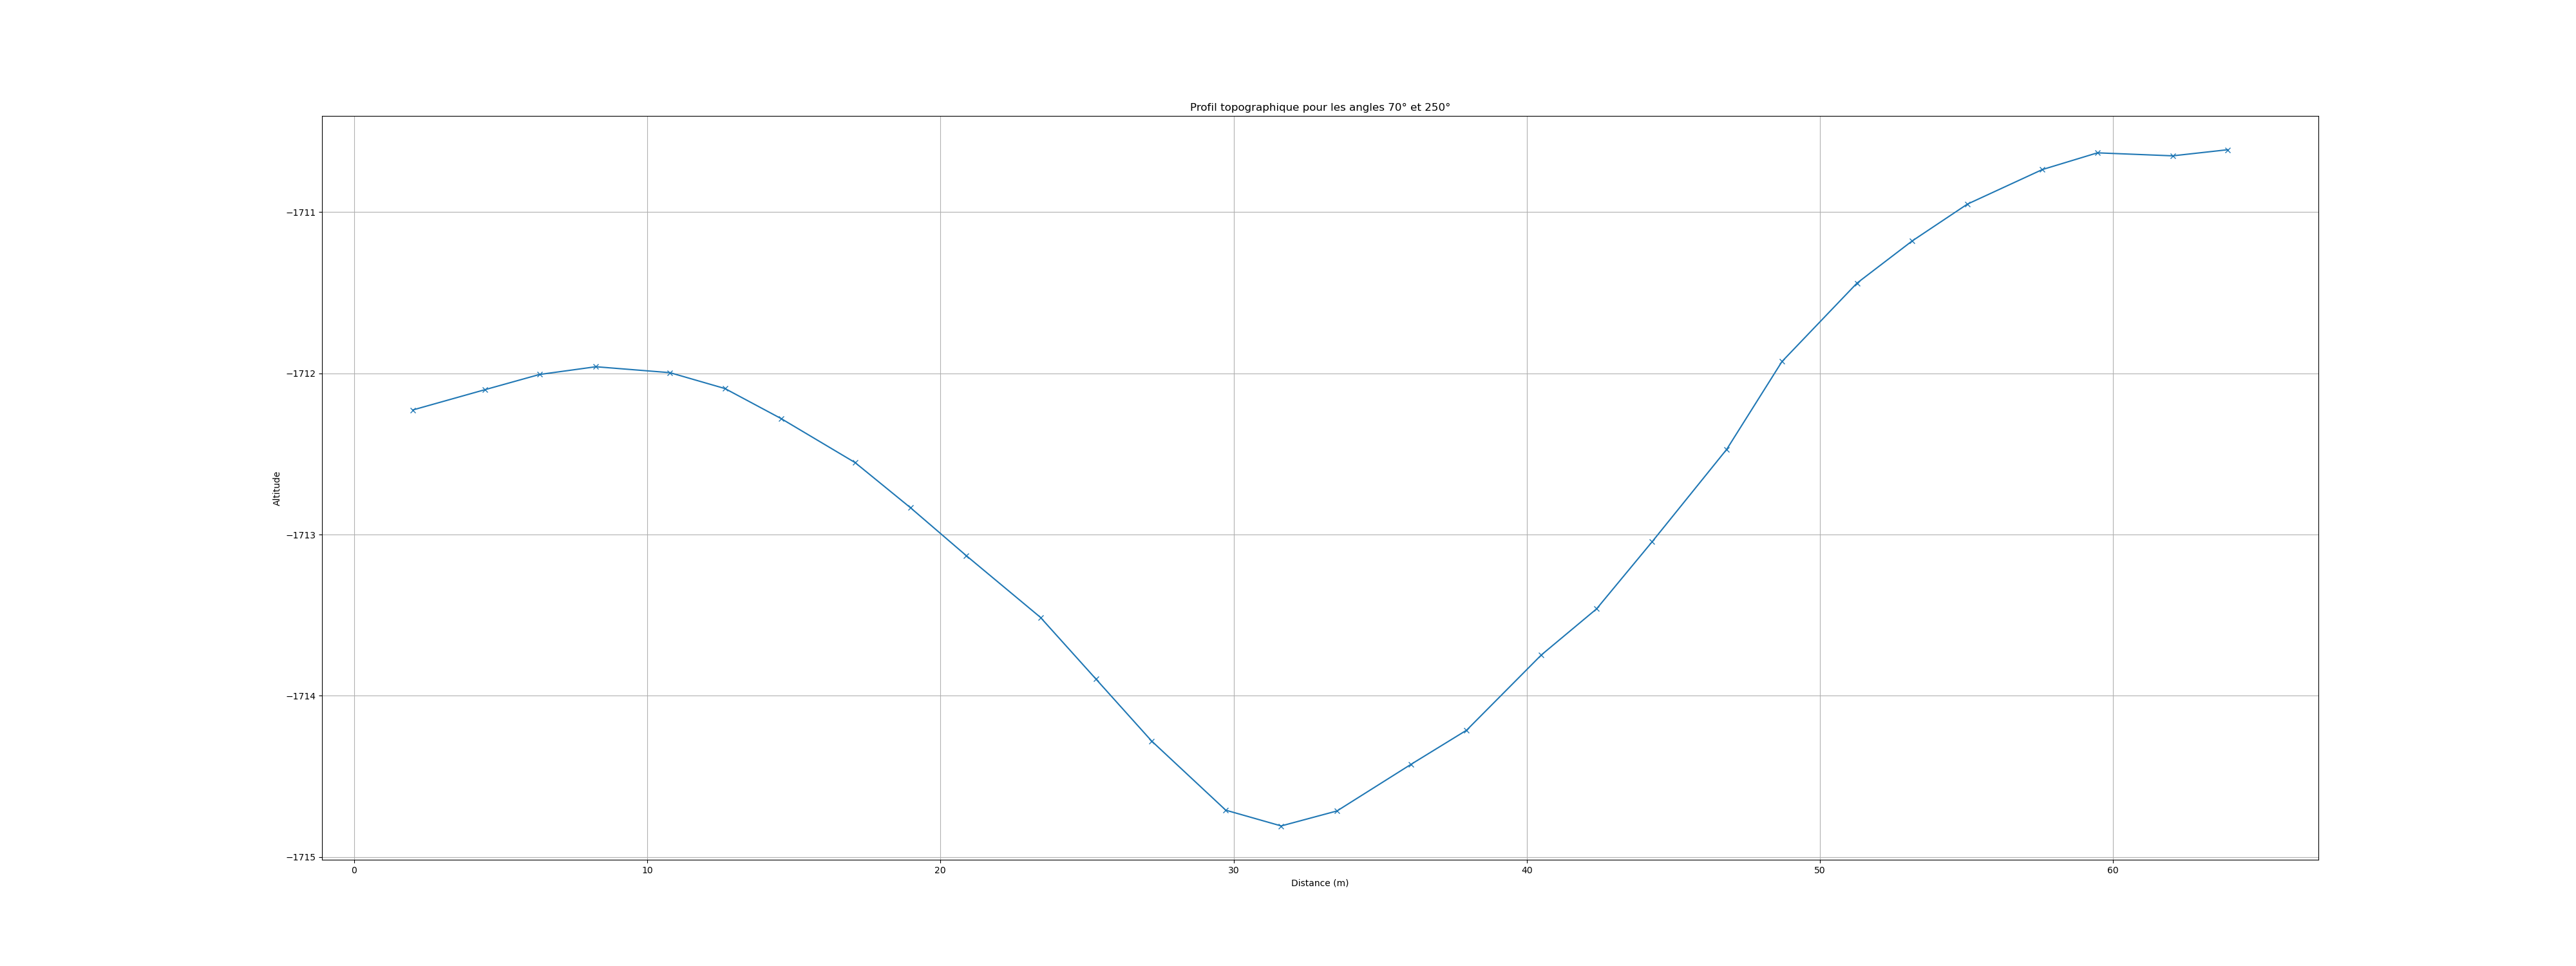 Profil topographique pour les angles 70° et 250°
−1711
−1712
−1713
−1714
−1715
Altitude
0 10 20 30 40 50 60
Distance (m)